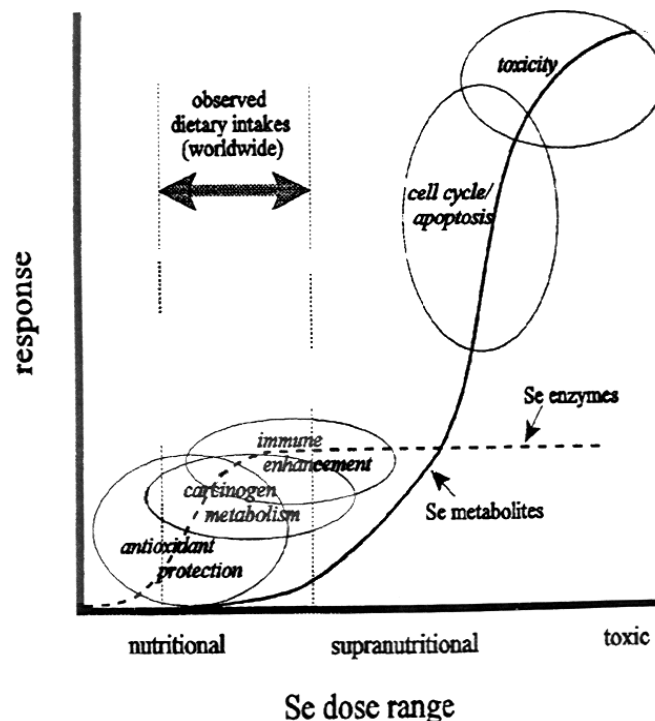 toxicity
observed
dietary intakes
(worldwide)
cell cycle/
apoptosis
response
Se enzymes
immune
enhancement
carcinogen
metabolism
Se metabolites
antioxidant
protection
nutritional
supranutritional
toxic
Se dose range